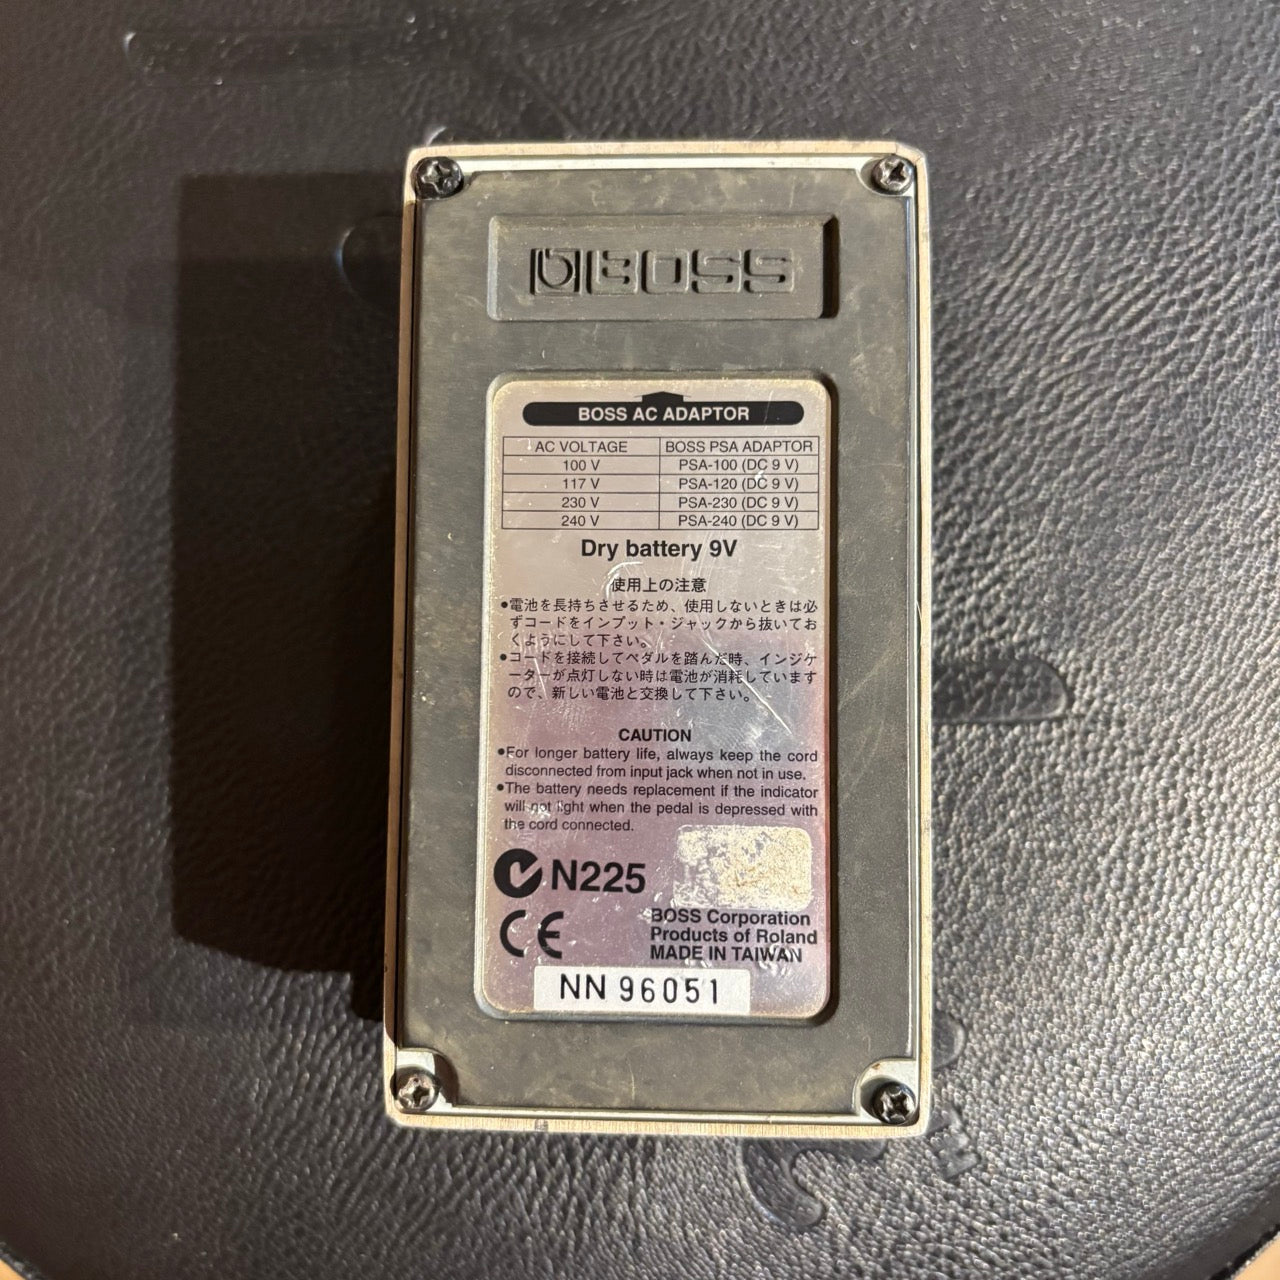 BOSS
BOSS AC ADAPTOR
AC VOLTAGE BOSS PSA ADAPTOR
100 V PSA-100 (DC 9 V)
117 V PSA-120 (DC 9 V)
230 V PSA-230 (DC 9 V)
240 V PSA-240 (DC 9 V)
Dry battery 9V
使用上の注意
●電池を長持ちさせるため、使用しないときは必
ずコードをインプット・ジャックから抜いてお
くようにして下さい。
●コードを接続してペダルを踏んだ時、インジケ
ーターが点灯しない時は電池が消耗しています
ので、新しい電池と交換して下さい。
CAUTION
●For longer battery life, always keep the cord
disconnected from input jack when not in use.
●The battery needs replacement if the indicator
will not light when the pedal is depressed with
the cord connected.
N225
CE
BOSS Corporation
Products of Roland
MADE IN TAIWAN
NN 96051